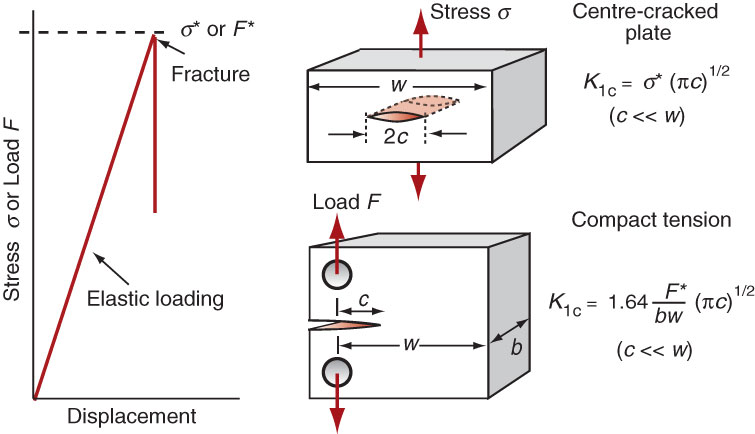 σ* or F*
Fracture
Stress σ or Load F
Elastic loading
Displacement
Stress σ
w
2c
Centre-cracked
plate
K1c = σ* (πc)^1/2
(c << w)
Load F
c
w
b
Compact tension
K1c = 1.64 F*/bw (πc)^1/2
(c << w)